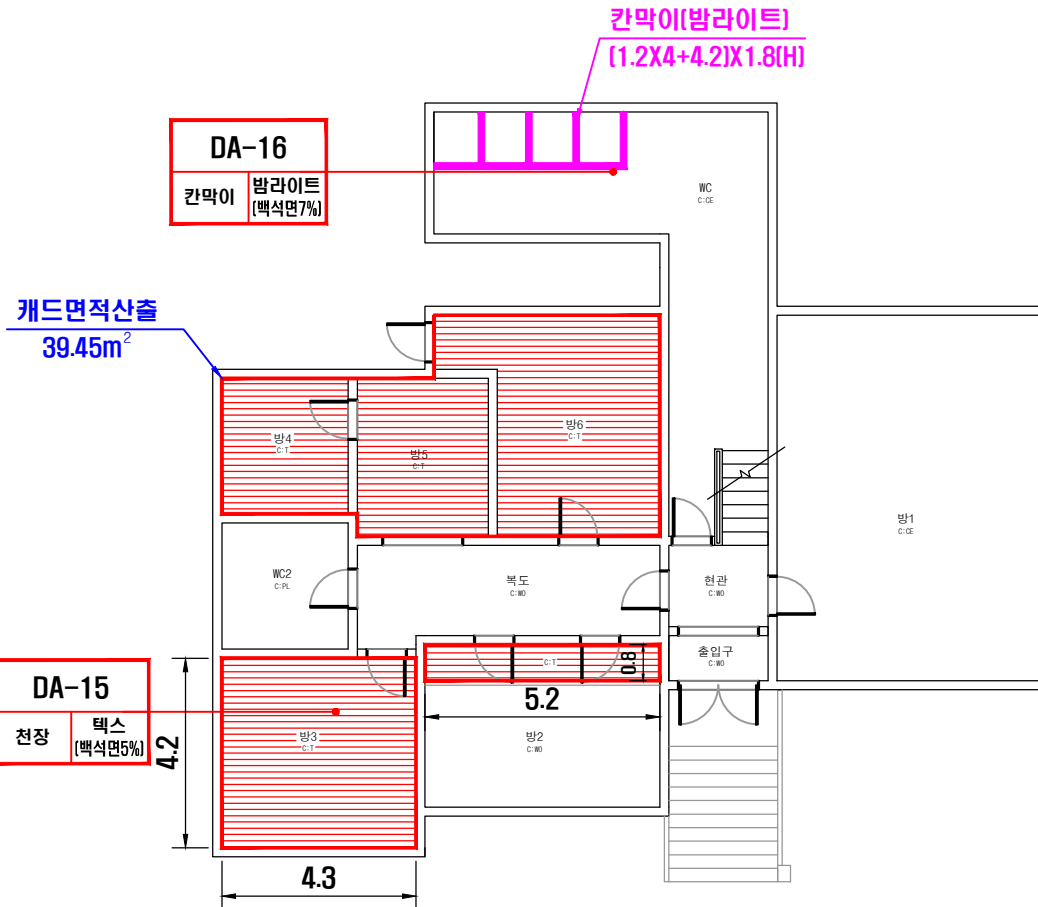 칸막이(밤라이트)
(1.2X4+4.2)X1.8(H)
DA-16
칸막이
밤라이트
(백석면7%)
WC
C:CE
캐드면적산출
39.45m²
방4
C:T
방5
C:T
방6
C:T
방1
C:CE
WC2
C:PL
복도
C:WO
현관
C:WO
출입구
C:WO
C:T
0.8
5.2
DA-15
천장
텍스
(백석면5%)
4.2
방3
C:T
방2
C:WO
4.3